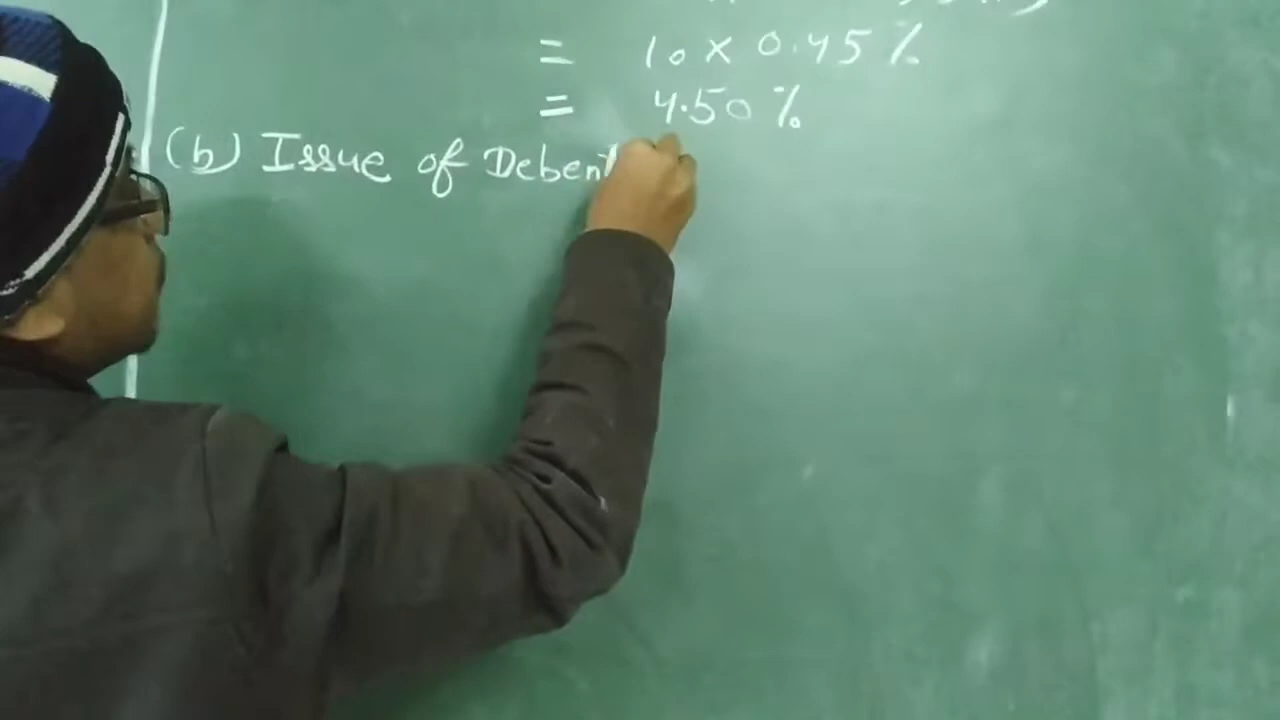 = 10 × 0.45 %
= 4.50 %
(b) Issue of Debent